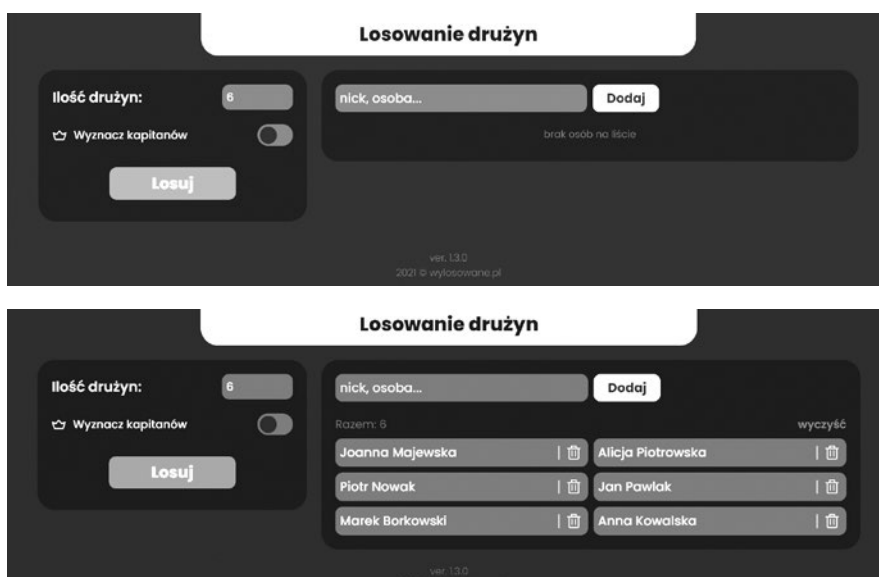 Losowanie drużyn
Ilość drużyn:
6
Wyznacz kapitanów
Losuj
nick, osoba...
Dodaj
brak osób na liście
ver. 1.3.0
2021 © wylosowane.pl
Losowanie drużyn
Ilość drużyn:
6
Wyznacz kapitanów
Losuj
nick, osoba...
Dodaj
Razem: 6
wyczyść
Joanna Majewska
Alicja Piotrowska
Piotr Nowak
Jan Pawlak
Marek Borkowski
Anna Kowalska
ver. 1.3.0